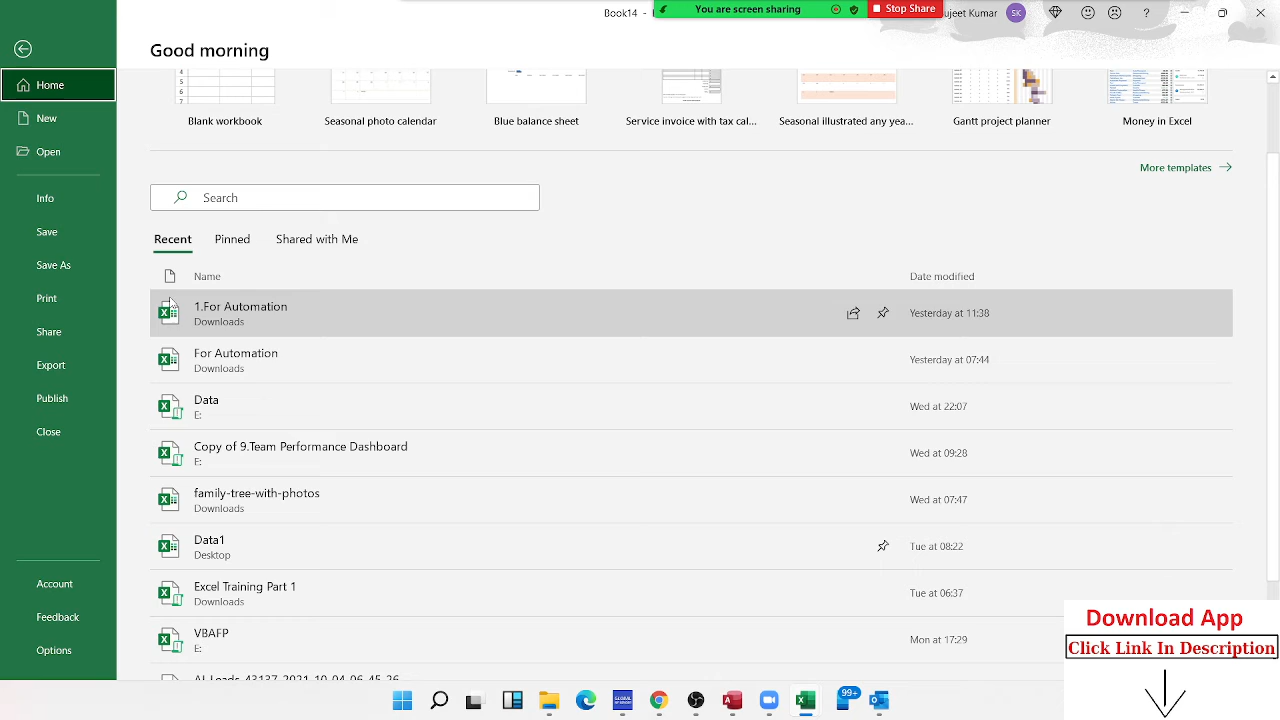 Book14 -
You are screen sharing
Stop Share
ujeet Kumar
SK
?
Good morning
Home
New
Open
Info
Save
Save As
Print
Share
Export
Publish
Close
Account
Feedback
Options
4
5
6
7
Blank workbook
Seasonal photo calendar
Blue balance sheet
Service invoice with tax cal...
Seasonal illustrated any yea...
Gantt project planner
Money in Excel
More templates
Search
Recent Pinned Shared with Me
Name Date modified
1.For Automation
Downloads
Yesterday at 11:38
For Automation
Downloads
Yesterday at 07:44
Data
E:
Wed at 22:07
Copy of 9.Team Performance Dashboard
E:
Wed at 09:28
family-tree-with-photos
Downloads
Wed at 07:47
Data1
Desktop
Tue at 08:22
Excel Training Part 1
Downloads
Tue at 06:37
VBAFP
E:
Mon at 17:29
Download App
Click Link In Description
99+